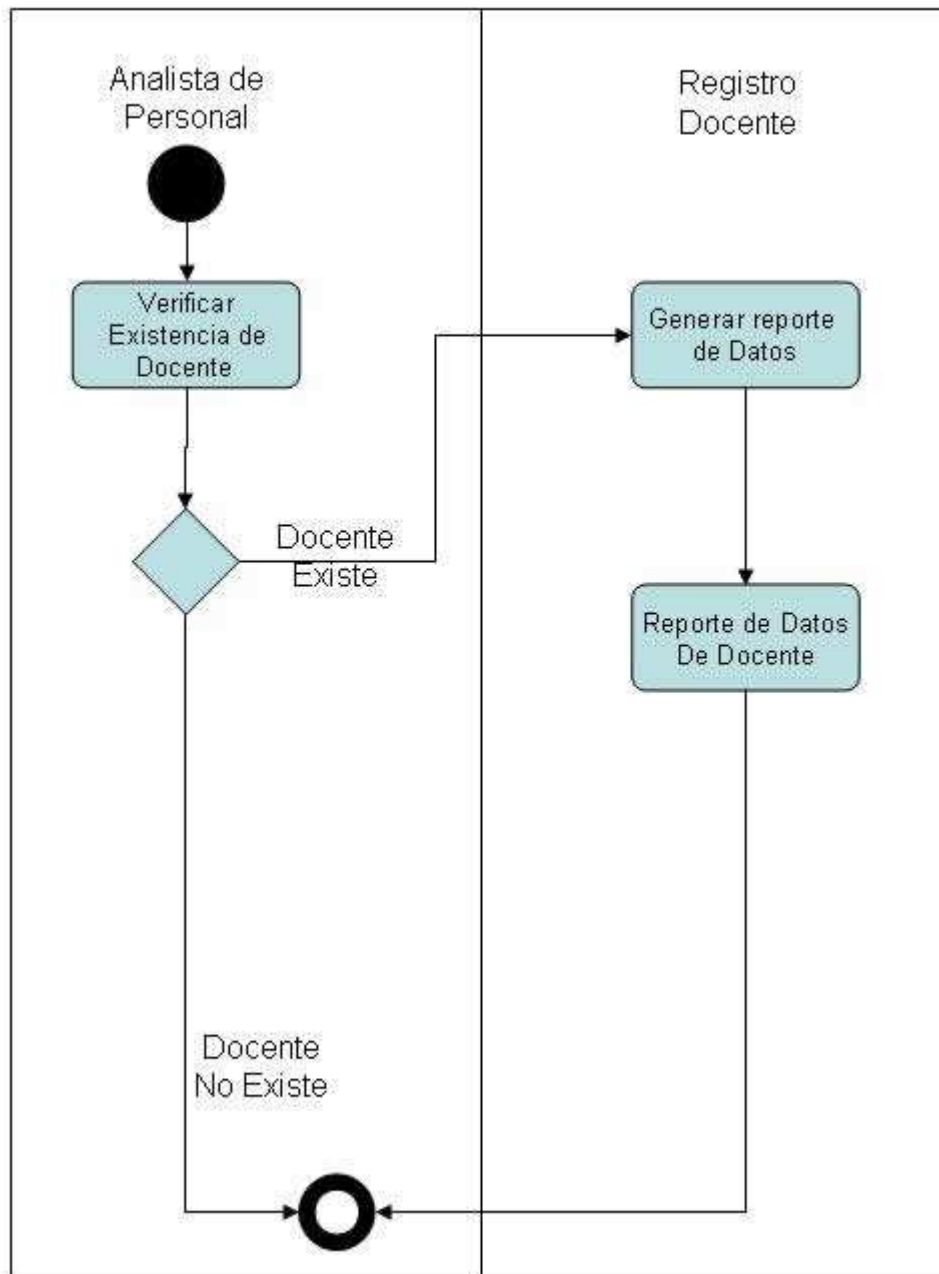 Analista de
Personal
Registro
Docente
Verificar
Existencia de
Docente
Generar reporte
de Datos
Docente
Existe
Reporte de Datos
De Docente
Docente
No Existe